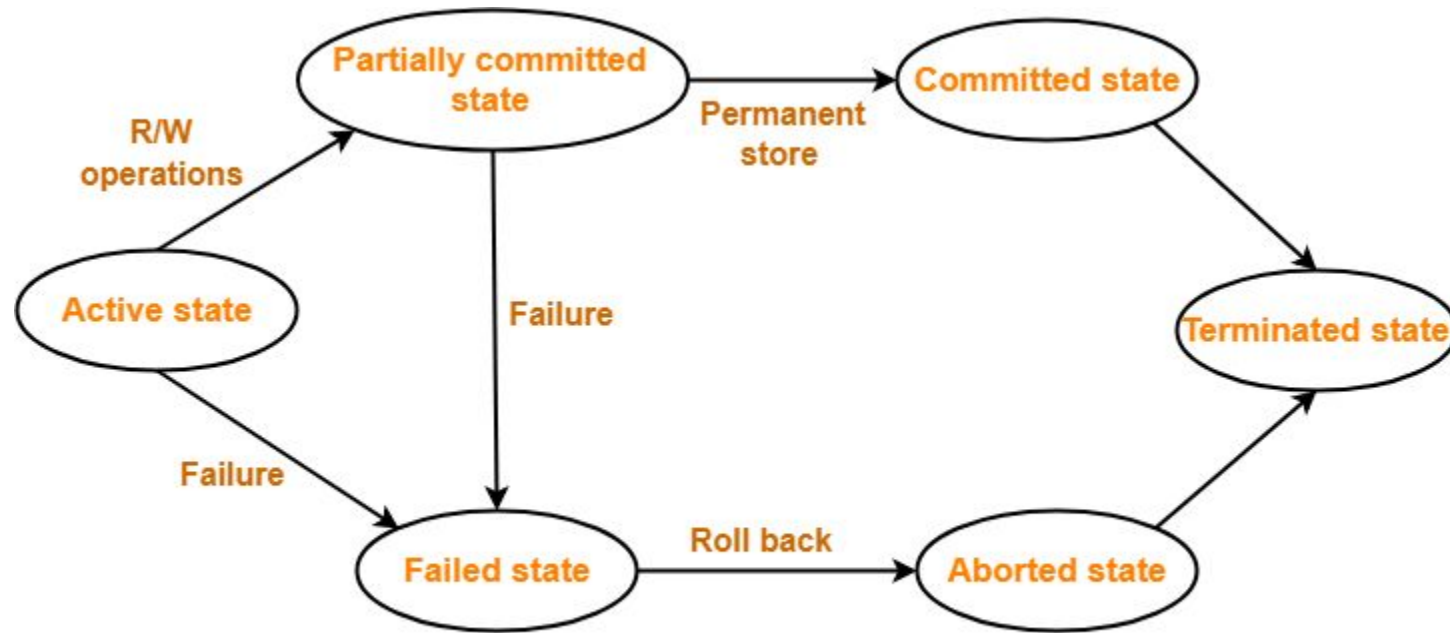 Partially committed
state
Committed state
Permanent
store
R/W
operations
Active state
Failure
Terminated state
Failure
Failed state
Roll back
Aborted state